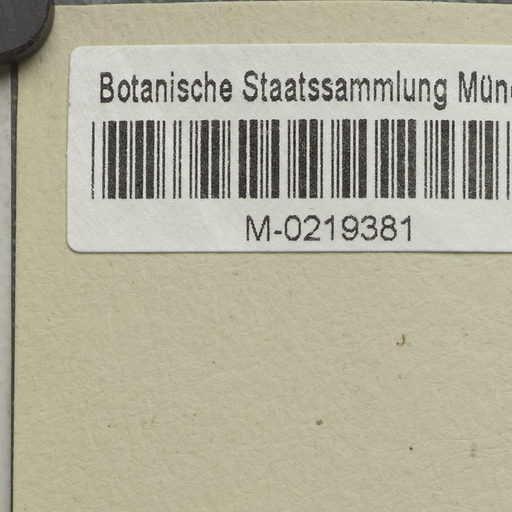 Botanische Staatssammlung Mün
M-0219381